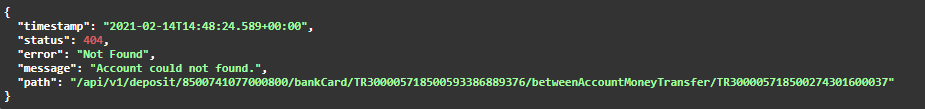 {
  "timestamp": "2021-02-14T14:48:24.589+00:00",
  "status": 404,
  "error": "Not Found",
  "message": "Account could not found.",
  "path": "/api/v1/deposit/8500741077000800/bankCard/TR300005718500593386889376/betweenAccountMoneyTransfer/TR300005718500274301600037"
}